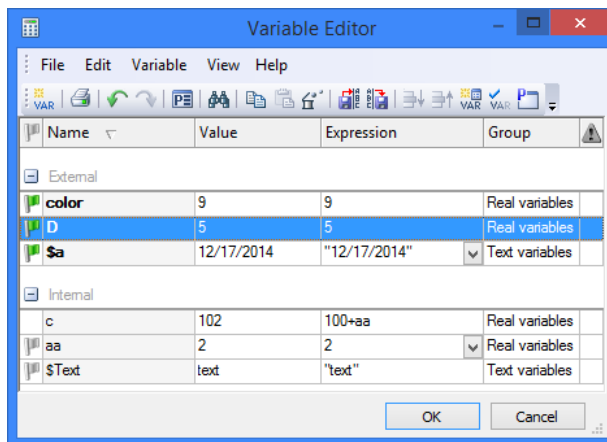 Variable Editor
File Edit Variable View Help
VAR PE VAR VAR P
Name Value Expression Group
External
color 9 9 Real variables
D 5 5 Real variables
$a 12/17/2014 "12/17/2014" Text variables
Internal
c 102 100+aa Real variables
aa 2 2 Real variables
$Text text "text" Text variables
OK Cancel